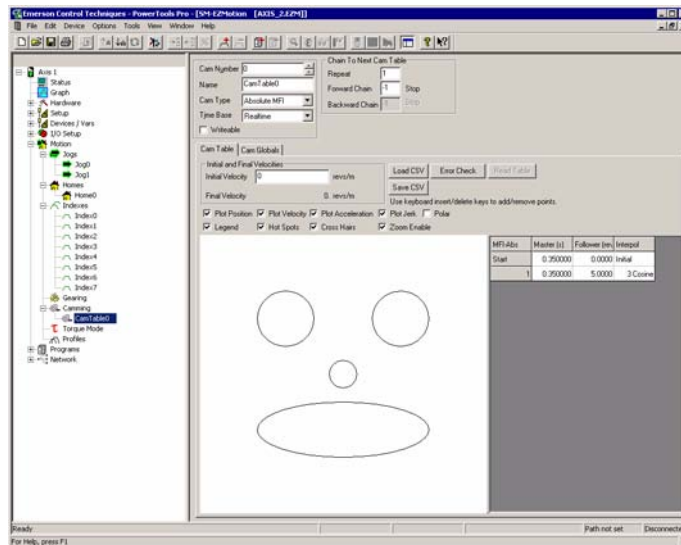 Emerson Control Techniques - PowerTools Pro - [SM-EZMotion - [AXIS_2.EZM]]
File Edit Device Options Tools View Window Help
Axis 1
Status
Graph
Hardware
Setup
Devices / Vars
I/O Setup
Motion
Jogs
Jog0
Jog1
Homes
Home0
Indexes
Index0
Index1
Index2
Index3
Index4
Index5
Index6
Index7
Gearing
Camming
CamTable0
Torque Mode
Profiles
Programs
Network
Cam Number 0
Name CamTable0
Cam Type Absolute MFI
Time Base Realtime
Writeable
Chain To Next Cam Table
Repeat 1
Forward Chain -1 Stop
Backward Chain Stop
Cam Table Cam Globals
Initial and Final Velocities
Initial Velocity 0 revs/m
Final Velocity 0. revs/m
Load CSV Error Check Read Table
Save CSV
Use keyboard insert/delete keys to add/remove points.
Plot Position Plot Velocity Plot Acceleration Plot Jerk Polar
Legend Hot Spots Cross Hairs Zoom Enable
MFI-Abs Master (s) Follower (rev Interpol
Start 0.350000 0.0000 Initial
1 0.350000 5.0000 3 Cosine
Ready Path not set Disconnecte
For Help, press F1